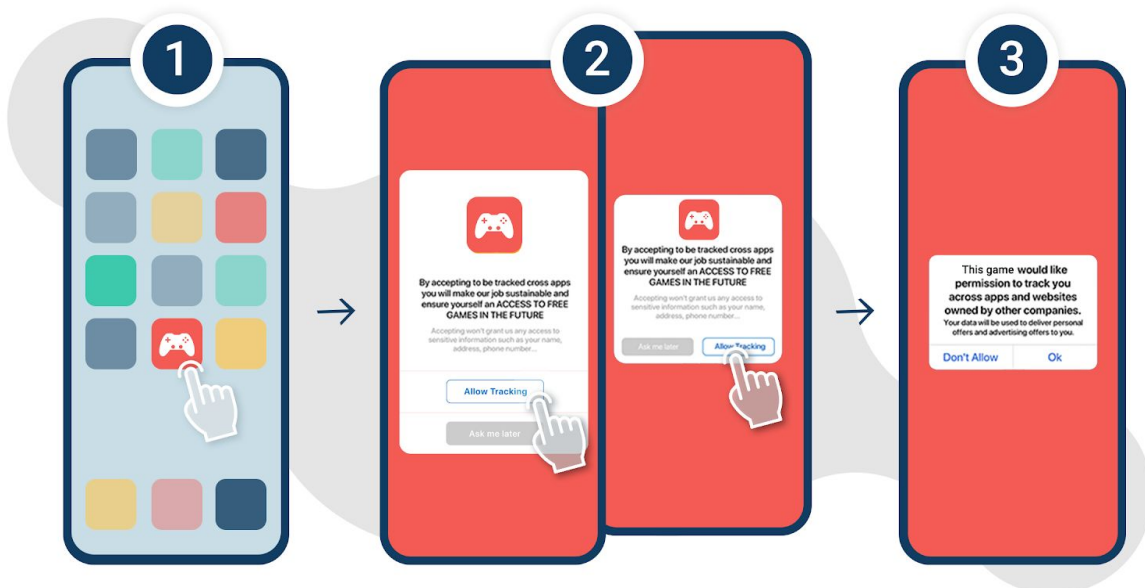 1
2
3
By accepting to be tracked cross apps
you will make our job sustainable and
ensure yourself an ACCESS TO FREE
GAMES IN THE FUTURE
Accepting won't grant us any access to
sensitive information such as your name,
address, phone number...
Allow Tracking
Ask me later
By accepting to be tracked cross apps
you will make our job sustainable and
ensure yourself an ACCESS TO FREE
GAMES IN THE FUTURE
Accepting won't grant us any access to
sensitive information such as your name,
address, phone number...
Ask me later
Allow Tracking
This game would like
permission to track you
across apps and websites
owned by other companies.
Your data will be used to deliver personal
offers and advertising offers to you.
Don't Allow
Ok